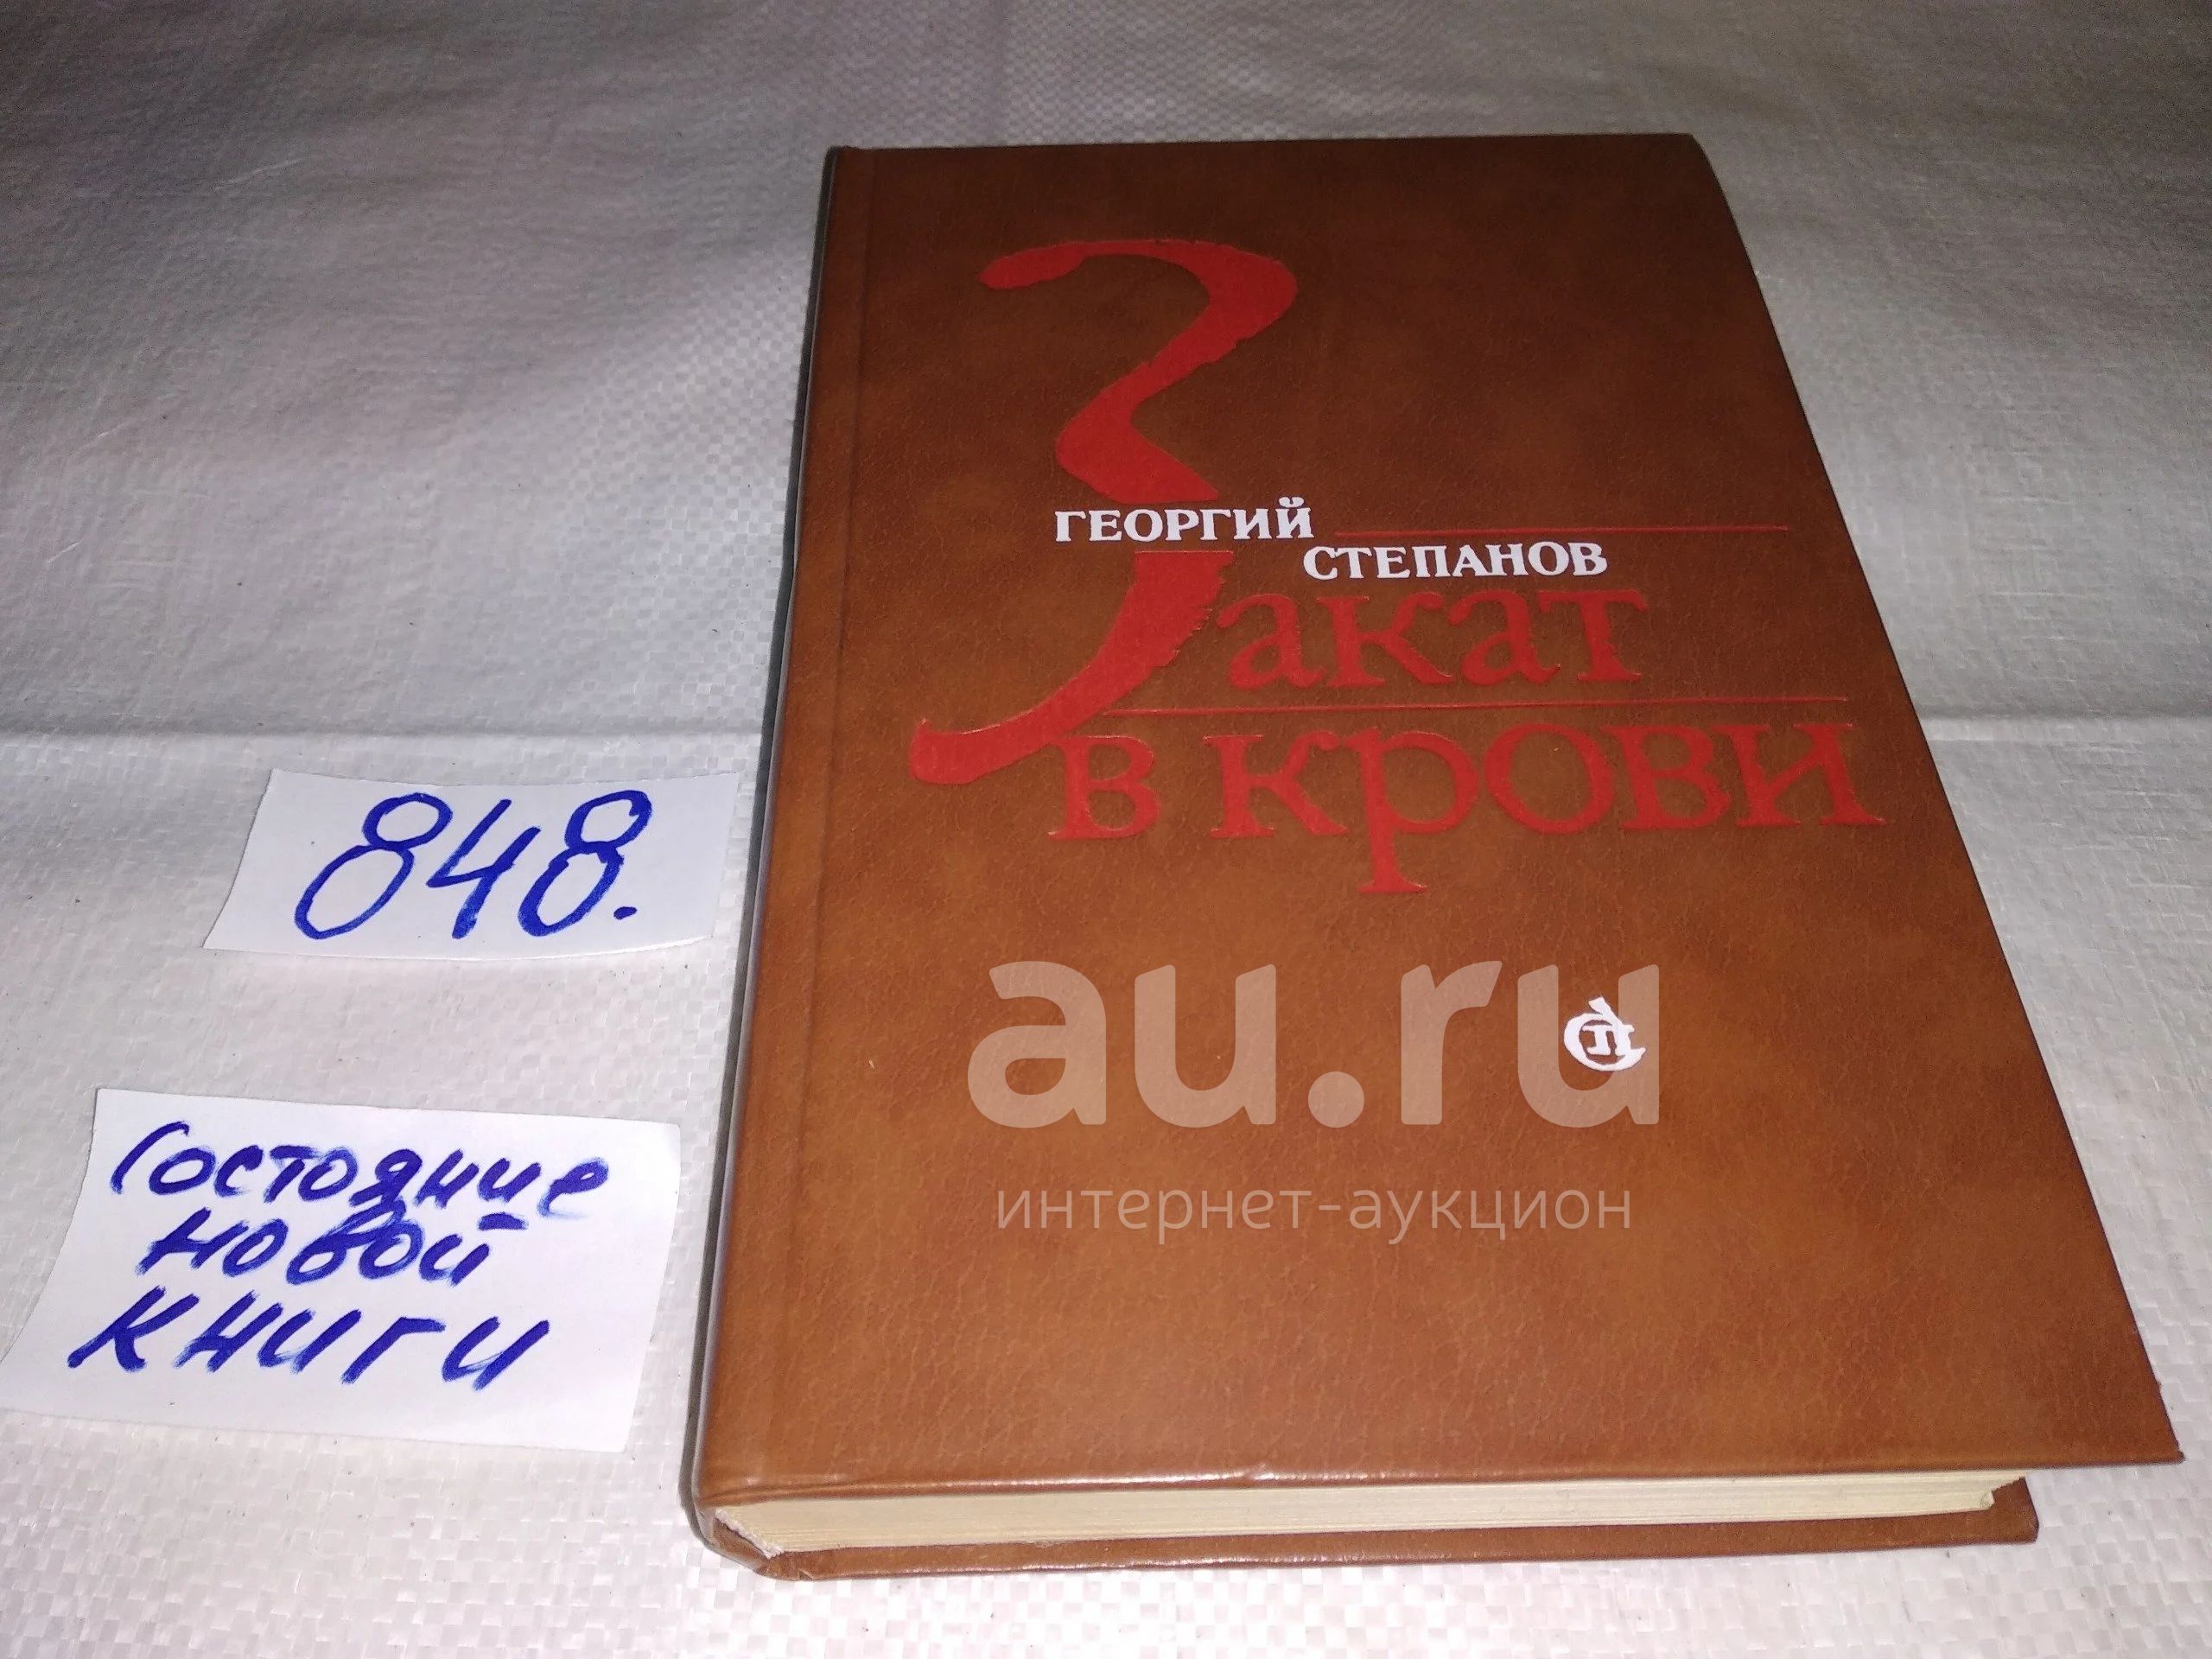 ГЕОРГИЙ
СТЕПАНОВ
Закат
в крови
848.
Состояние
новой
книги
au.ru
интернет-аукцион